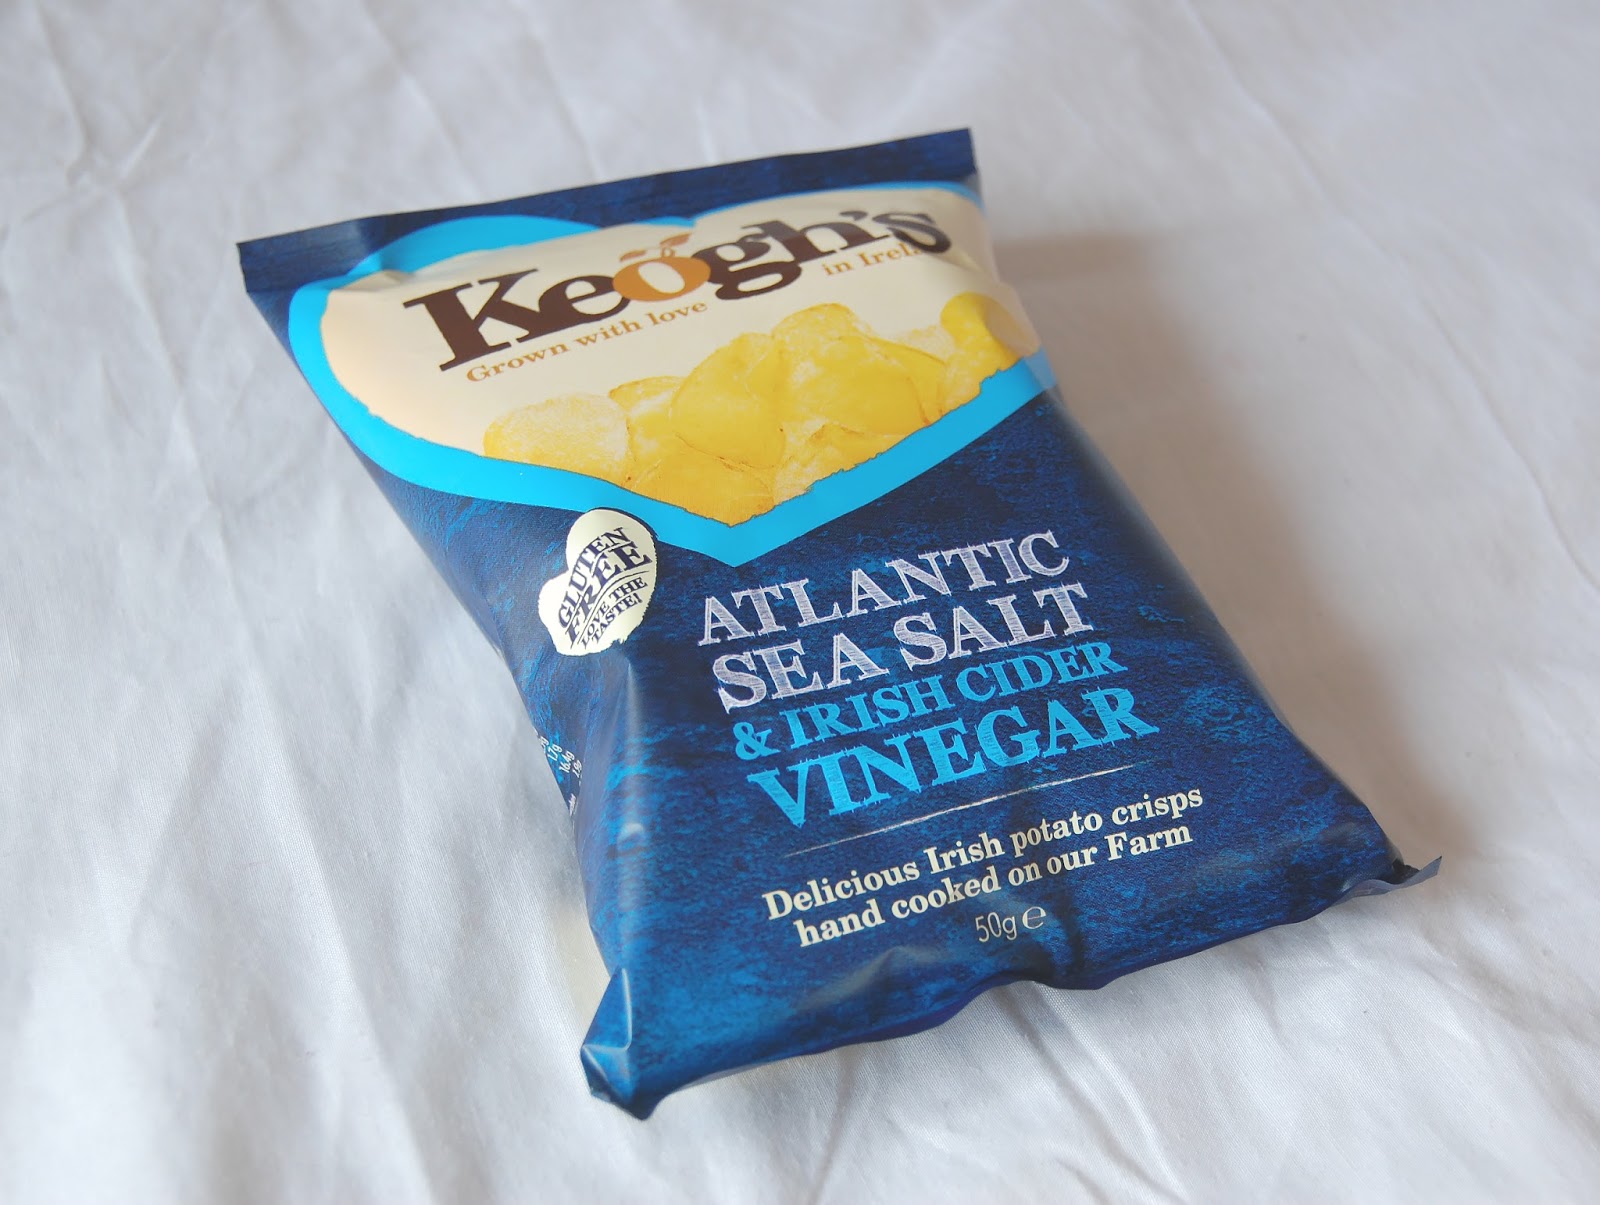 Keogh's
Grown with love in
GLUTEN
FREE
LOVE THE
TASTE!
ATLANTIC
SEA SALT
& IRISH CIDER
VINEGAR
Delicious Irish potato crisps
hand cooked on our Farm
50g ℮